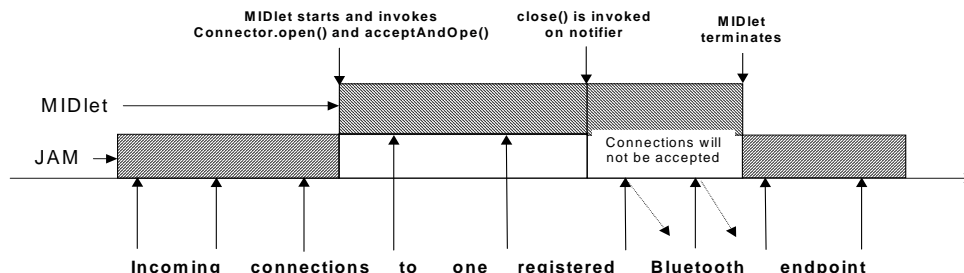 MIDlet starts and invokes
Connector.open() and acceptAndOpe()
close() is invoked
on notifier
MIDlet
terminates
MIDlet
JAM
Connections will
not be accepted
Incoming connections to one registered Bluetooth endpoint